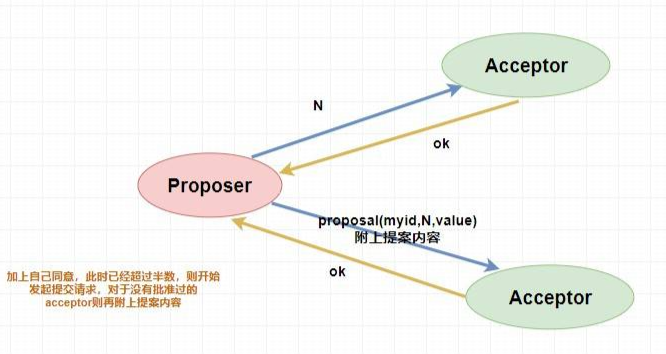 Acceptor
N
ok
Proposer
proposal(myid,N,value)
附上提案内容
ok
Acceptor
加上自己同意，此时已经超过半数，则开始
发起提交请求，对于没有批准过的
acceptor则再附上提案内容